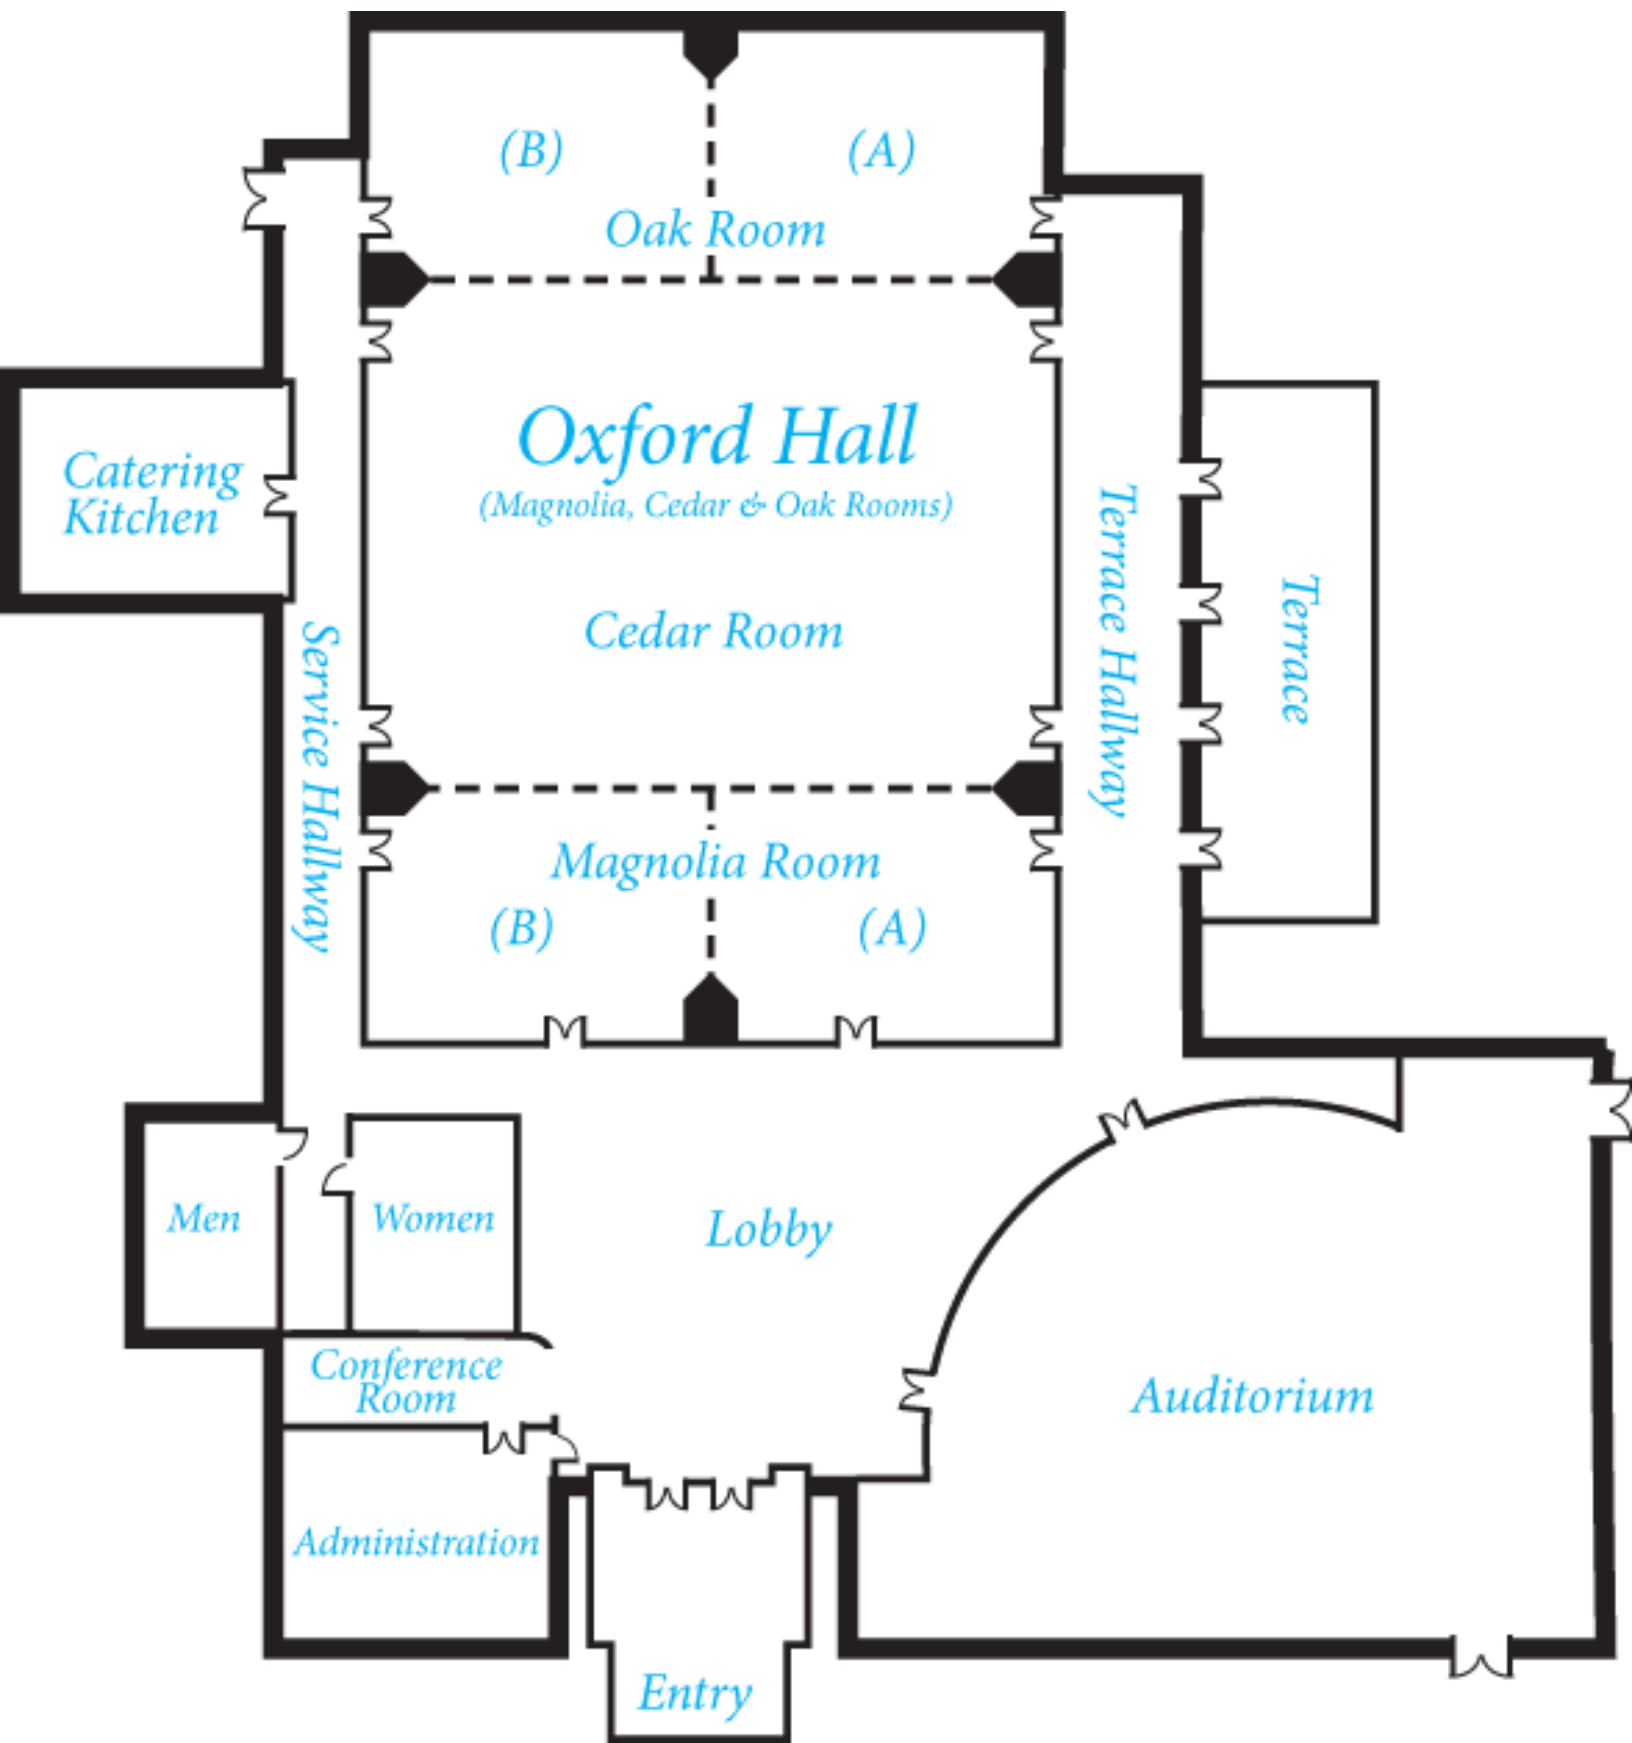 (B) (A)
Oak Room
Oxford Hall
(Magnolia, Cedar & Oak Rooms)
Catering
Kitchen
Cedar Room
Service Hallway
Terrace Hallway
Terrace
Magnolia Room
(B) (A)
Men
Women
Lobby
Conference
Room
Auditorium
Administration
Entry